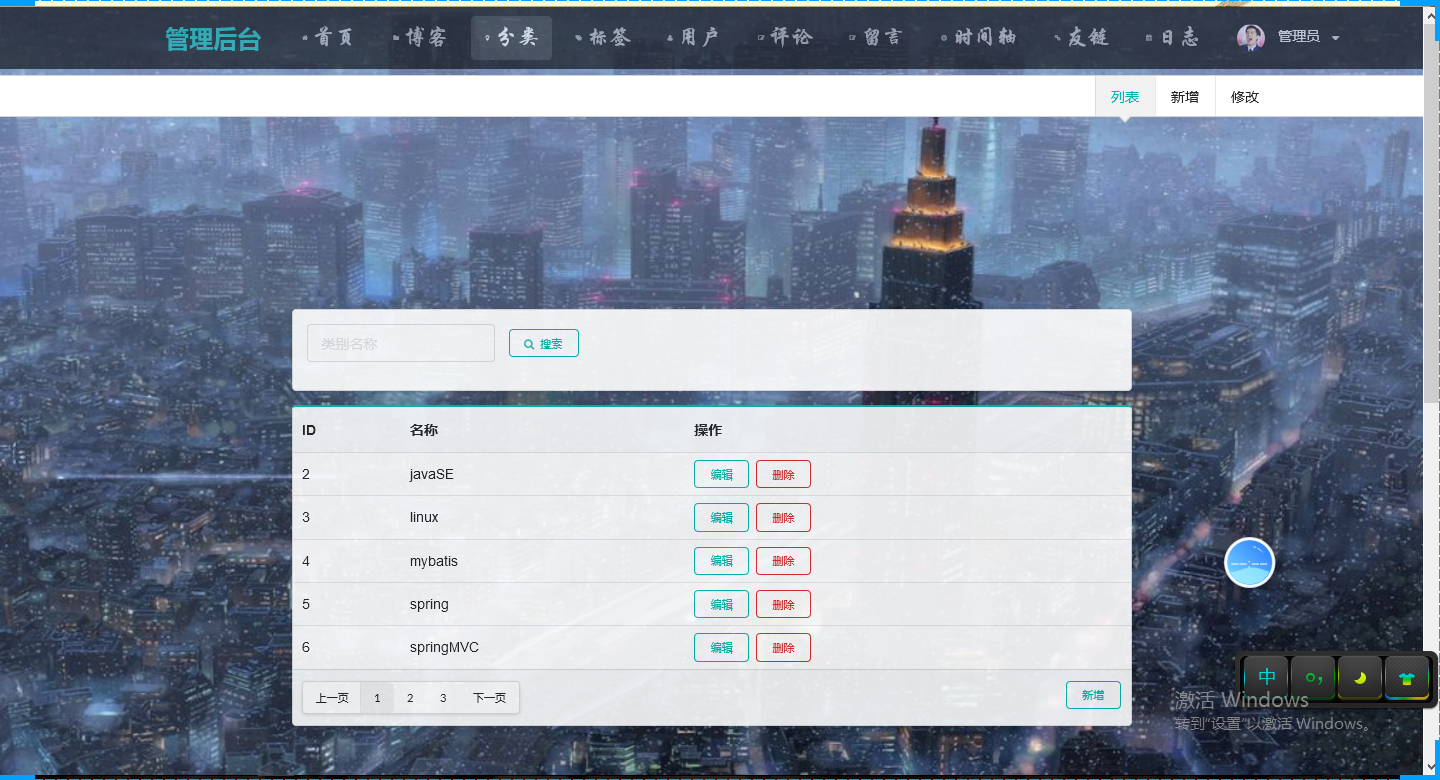 管理后台 首页 博客 分类 标签 用户 评论 留言 时间轴 友链 日志 管理员
列表 新增 修改
类别名称 搜索
ID 名称 操作
2 javaSE 编辑 删除
3 linux 编辑 删除
4 mybatis 编辑 删除
5 spring 编辑 删除
6 springMVC 编辑 删除
上一页 1 2 3 下一页 新增
中
激活 Windows
转到"设置"以激活 Windows。